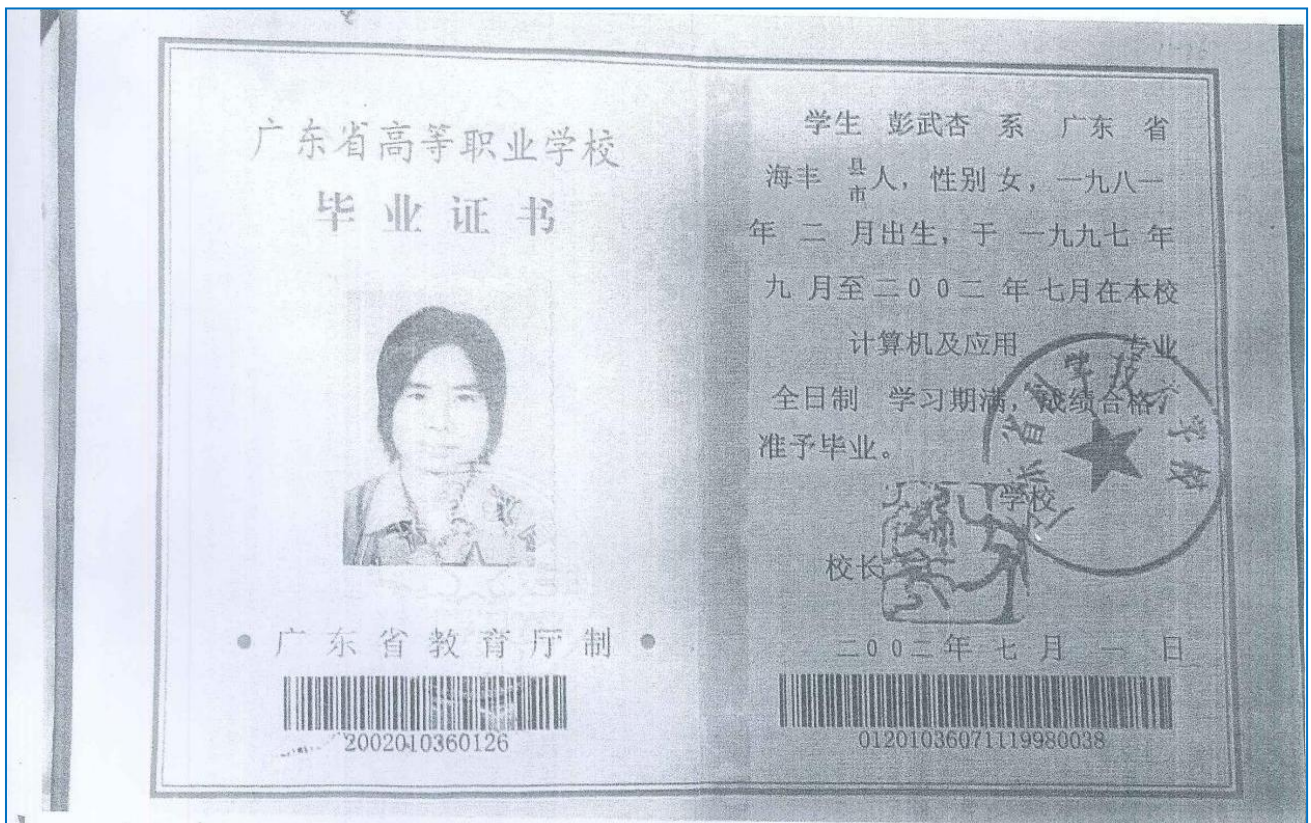 广东省高等职业学校
毕业证书
广东省教育厅制
2002010360126
学生 彭武杏 系 广东 省
海丰 县市人，性别 女，一九八一
年 二 月出生，于 一九九七 年
九 月至二00二 年七月在本校
计算机及应用 专业
全日制 学习期满，成绩合格，
准予毕业。
学校
校长
二00二年 七 月 一 日
01201036071119980038